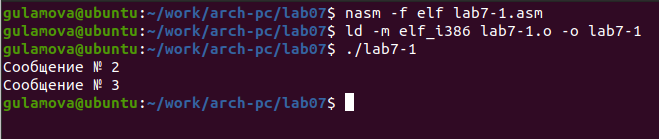 gulamova@ubuntu:~/work/arch-pc/lab07$ nasm -f elf lab7-1.asm
gulamova@ubuntu:~/work/arch-pc/lab07$ ld -m elf_i386 lab7-1.o -o lab7-1
gulamova@ubuntu:~/work/arch-pc/lab07$ ./lab7-1
Сообщение № 2
Сообщение № 3
gulamova@ubuntu:~/work/arch-pc/lab07$